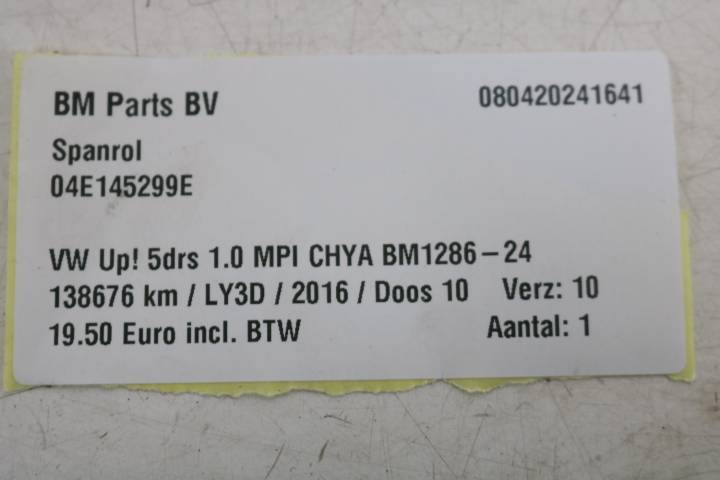 BM Parts BV 080420241641
Spanrol
04E145299E
VW Up! 5drs 1.0 MPI CHYA BM1286-24
138676 km / LY3D / 2016 / Doos 10 Verz: 10
19.50 Euro incl. BTW Aantal: 1